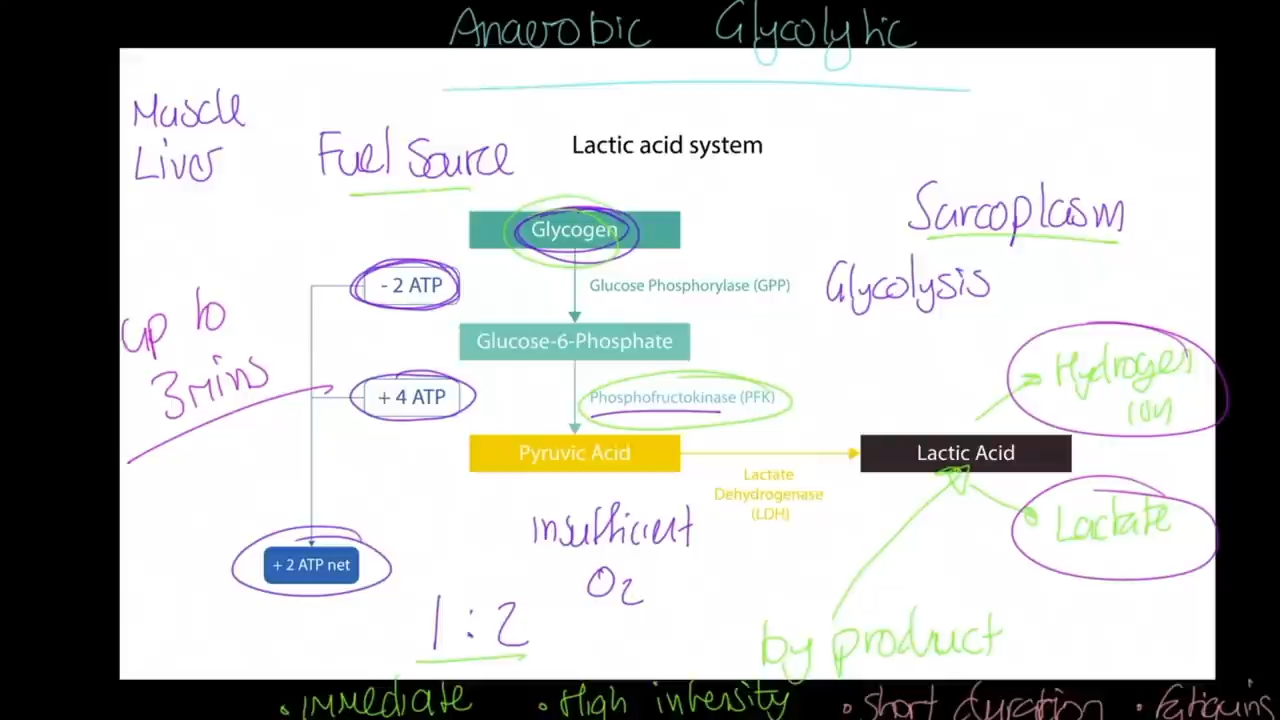 Anaerobic Glycolytic
Muscle
Liver
Fuel Source
Lactic acid system
Sarcoplasm
Glycogen
- 2 ATP
Glucose Phosphorylase (GPP)
Glycolysis
up to
3mins
Glucose-6-Phosphate
Hydrogen
ion
+ 4 ATP
Phosphofructokinase (PFK)
Pyruvic Acid
Lactic Acid
Lactate
Dehydrogenase
(LDH)
Lactate
insufficient
O2
+ 2 ATP net
1 : 2
by product
• immediate • High intensity • Short duration • fatiguing